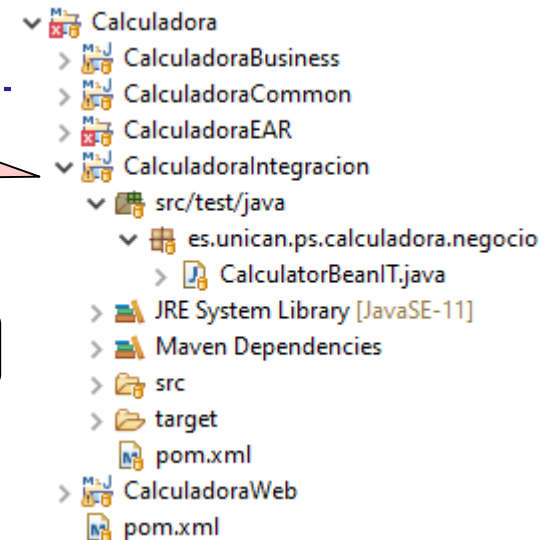 Calculadora
CalculadoraBusiness
CalculadoraCommon
CalculadoraEAR
CalculadoraIntegracion
src/test/java
es.unican.ps.calculadora.negocio
CalculatorBeanIT.java
JRE System Library [JavaSE-11]
Maven Dependencies
src
target
pom.xml
CalculadoraWeb
pom.xml